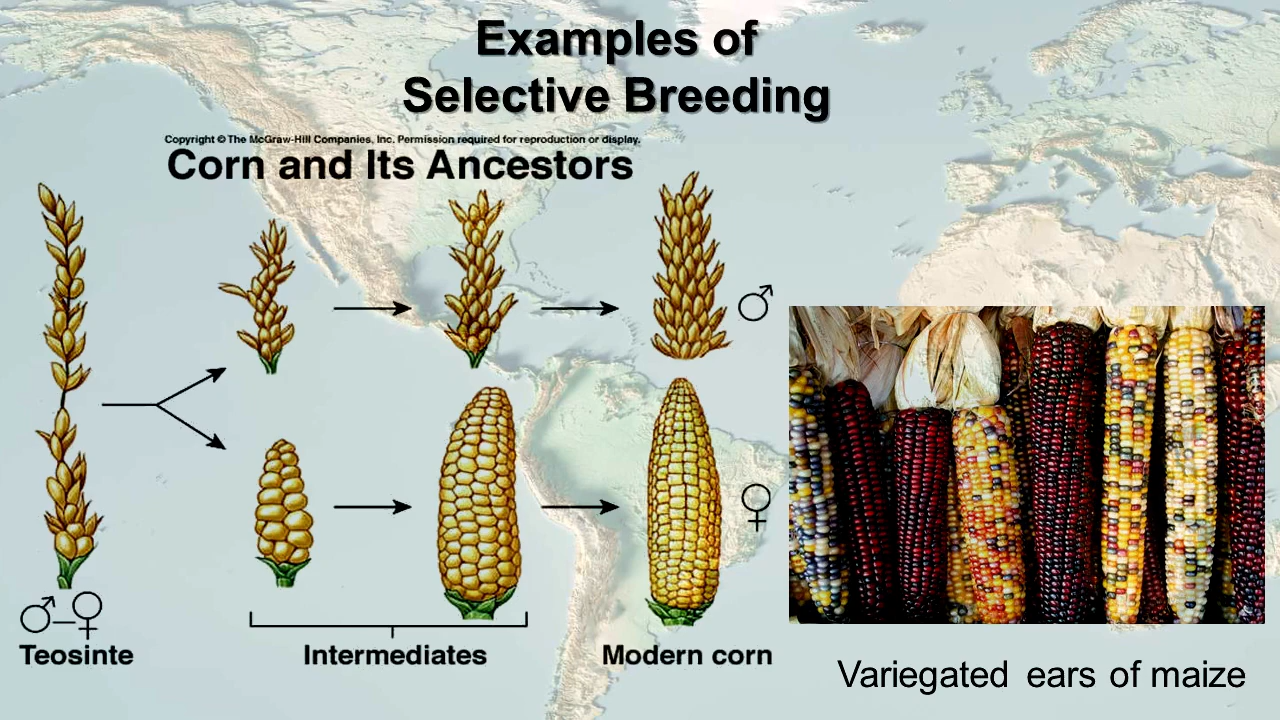 Examples of
Selective Breeding
Copyright © The McGraw-Hill Companies, Inc. Permission required for reproduction or display.
Corn and Its Ancestors
♂
♀
♂–♀
Teosinte
Intermediates
Modern corn
Variegated ears of maize